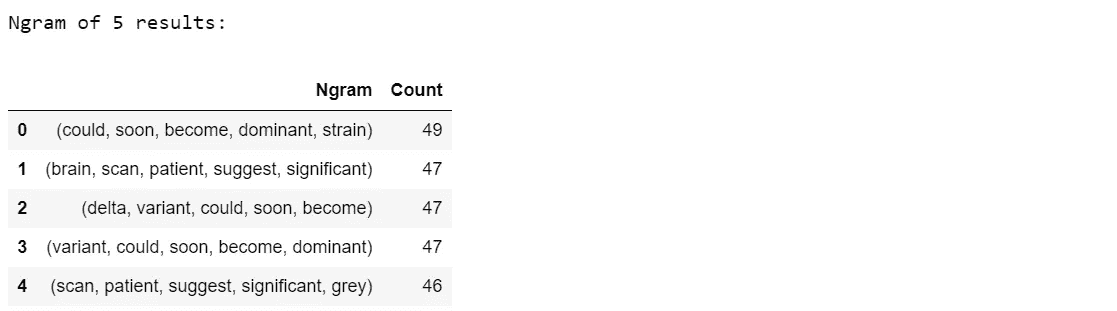 Ngram of 5 results:
Ngram Count
0 (could, soon, become, dominant, strain) 49
1 (brain, scan, patient, suggest, significant) 47
2 (delta, variant, could, soon, become) 47
3 (variant, could, soon, become, dominant) 47
4 (scan, patient, suggest, significant, grey) 46